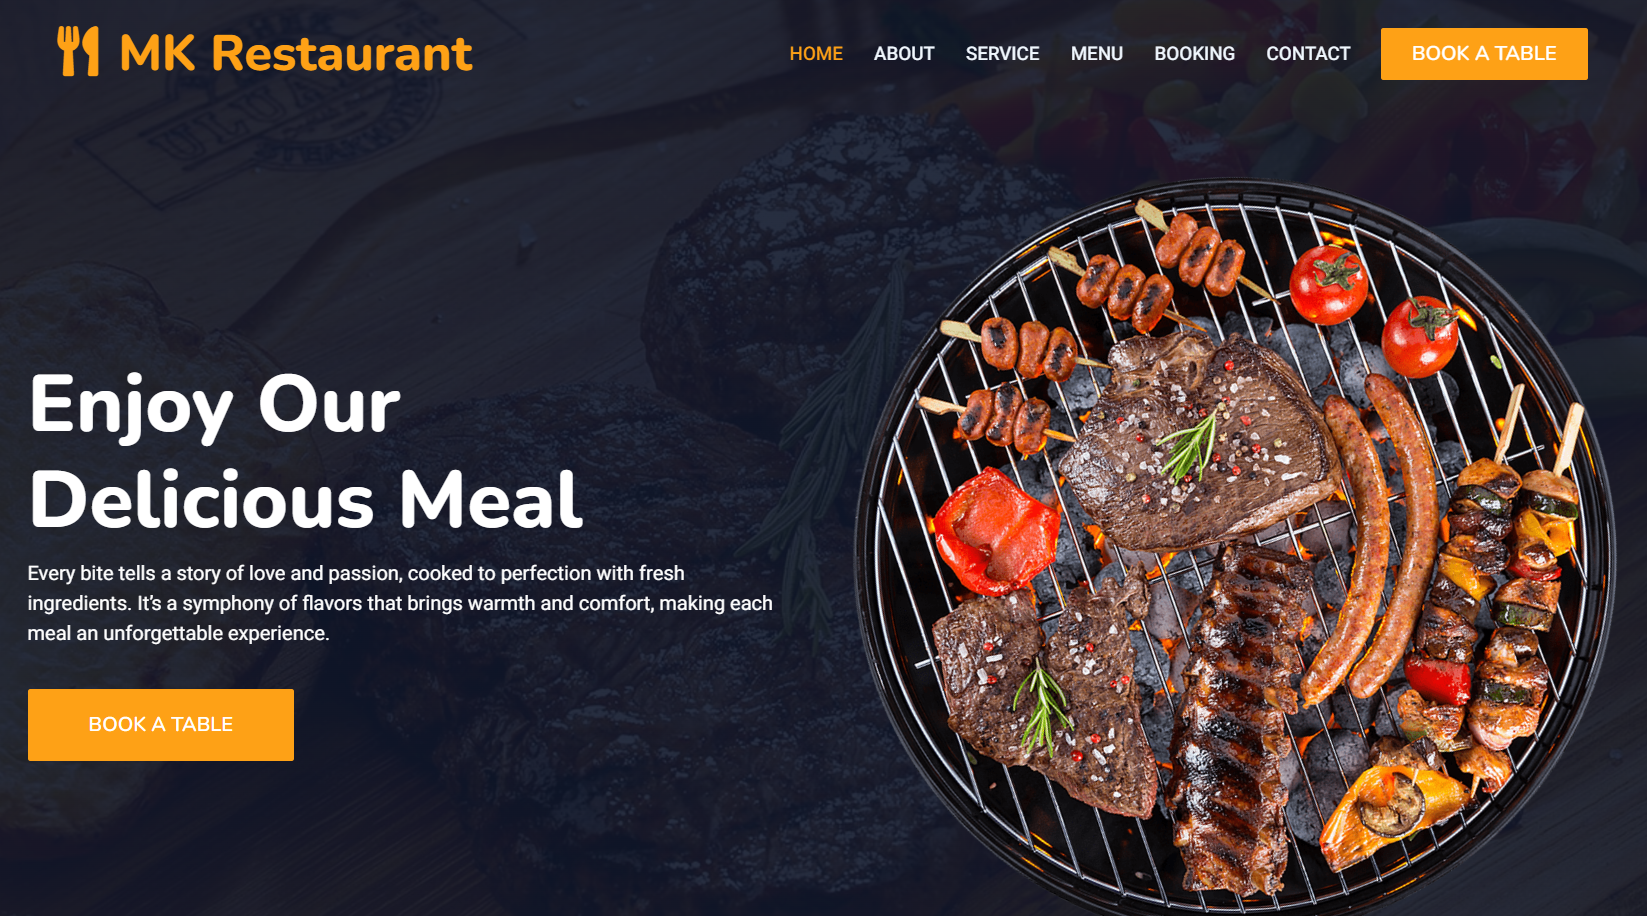 MK Restaurant
HOME ABOUT SERVICE MENU BOOKING CONTACT BOOK A TABLE
Enjoy Our
Delicious Meal
Every bite tells a story of love and passion, cooked to perfection with fresh
ingredients. It's a symphony of flavors that brings warmth and comfort, making each
meal an unforgettable experience.
BOOK A TABLE